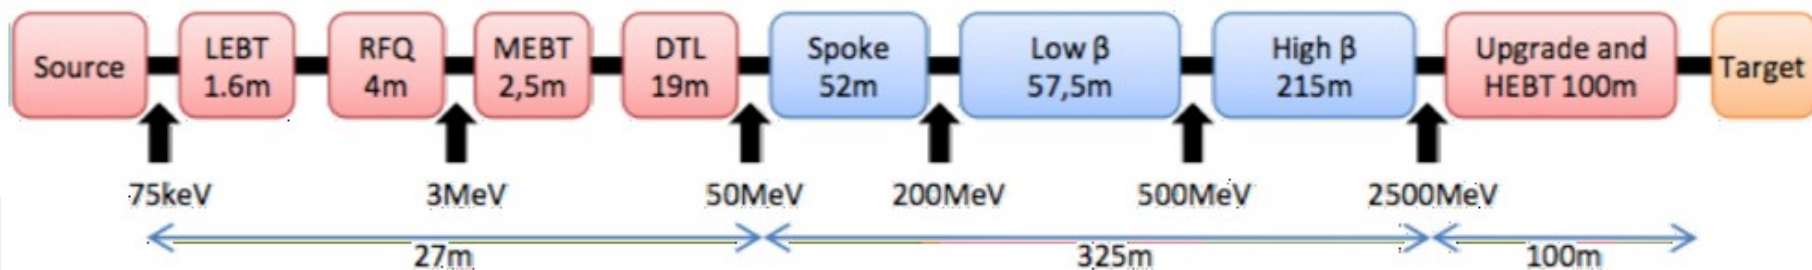 Source
LEBT
1.6m
RFQ
4m
MEBT
2,5m
DTL
19m
Spoke
52m
Low β
57,5m
High β
215m
Upgrade and
HEBT 100m
Target
75keV
3MeV
50MeV
200MeV
500MeV
2500MeV
27m
325m
100m